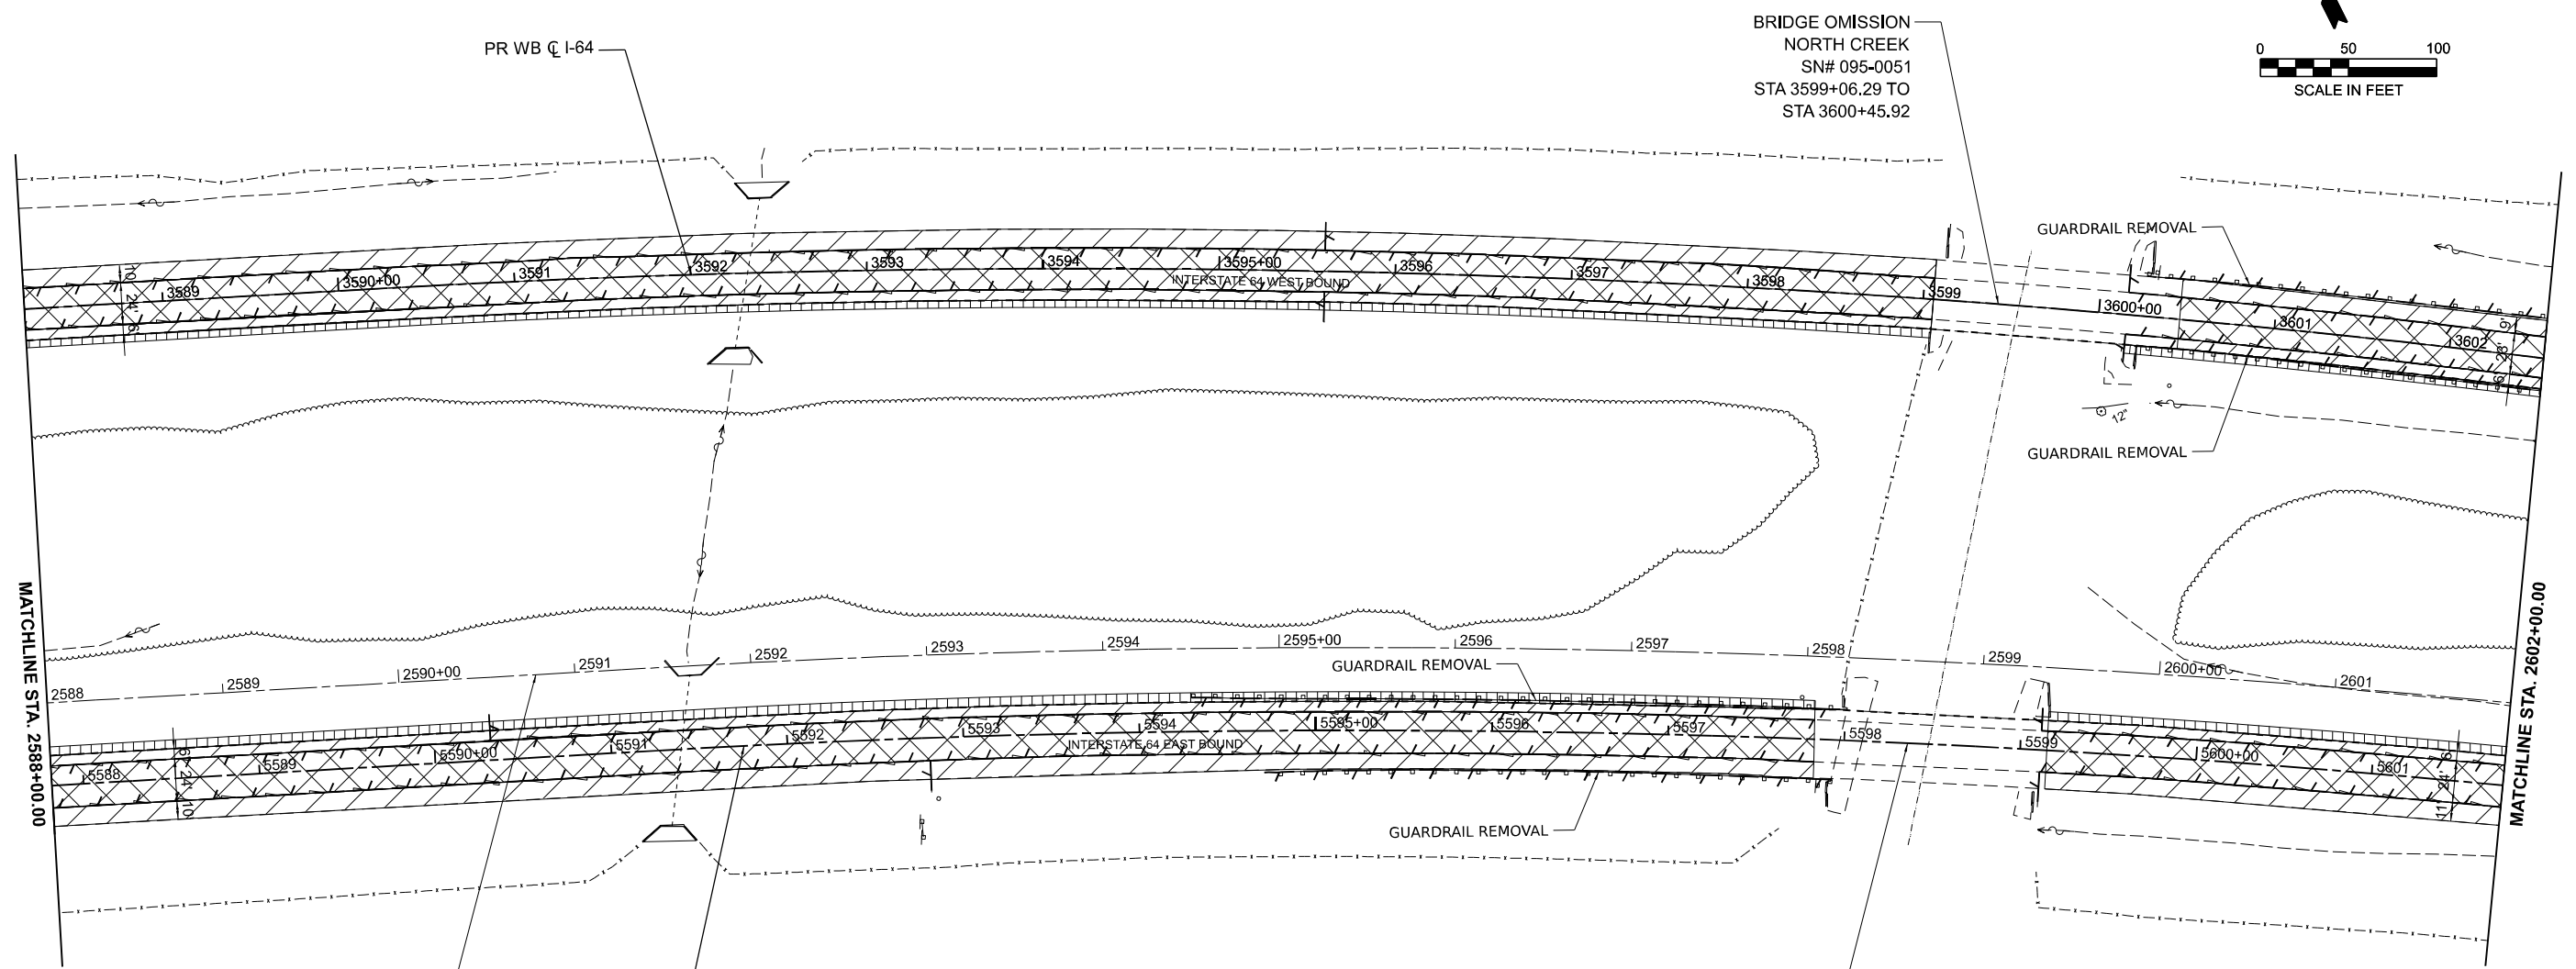 PR WB ℄ I-64
BRIDGE OMISSION
NORTH CREEK
SN# 095-0051
STA 3599+06.29 TO
STA 3600+45.92
0 50 100
SCALE IN FEET
GUARDRAIL REMOVAL
3589 3590+00 3591 3592 3593 3594 3595+00 3596 3597 3598 3599 3600+00 3601 3602
INTERSTATE 64 WEST BOUND
10'
24'
6'
9'
23'
6'
12"
GUARDRAIL REMOVAL
MATCHLINE STA. 2588+00.00
MATCHLINE STA. 2602+00.00
2588 2589 2590+00 2591 2592 2593 2594 2595+00 2596 2597 2598 2599 2600+00 2601
GUARDRAIL REMOVAL
5588 5589 5590+00 5591 5592 5593 5594 5595+00 5596 5597 5598 5599 5600+00 5601
INTERSTATE 64 EAST BOUND
6'
24'
10'
6'
24'
11'
GUARDRAIL REMOVAL